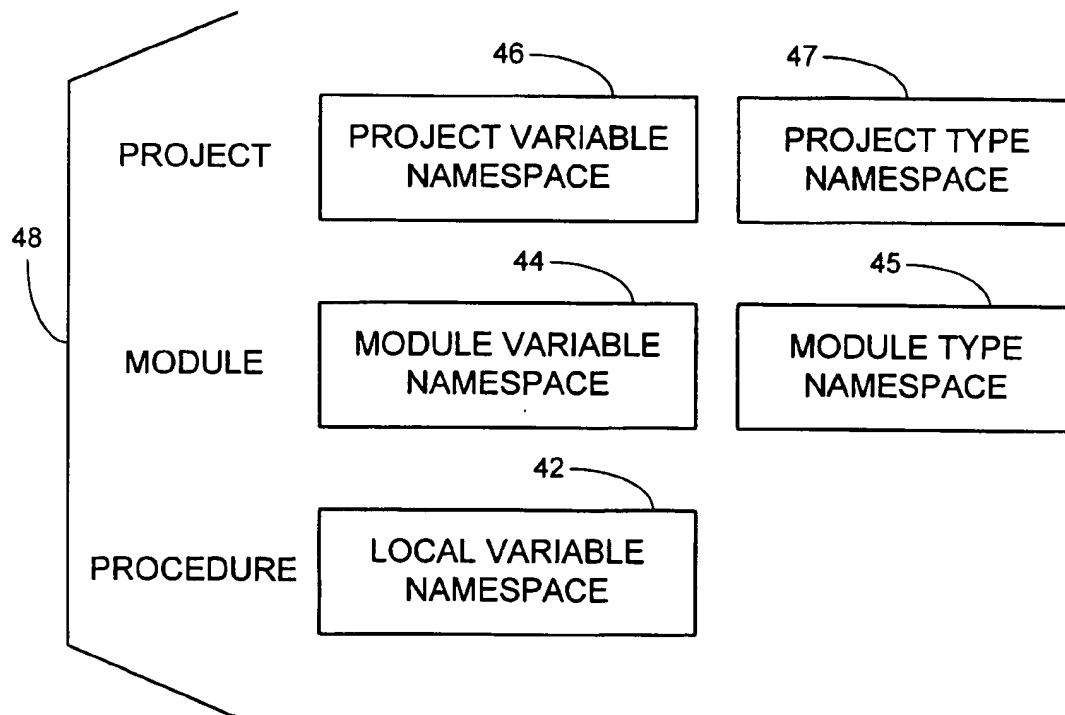 46
47
PROJECT
PROJECT VARIABLE
NAMESPACE
PROJECT TYPE
NAMESPACE
48
44
45
MODULE
MODULE VARIABLE
NAMESPACE
MODULE TYPE
NAMESPACE
42
PROCEDURE
LOCAL VARIABLE
NAMESPACE